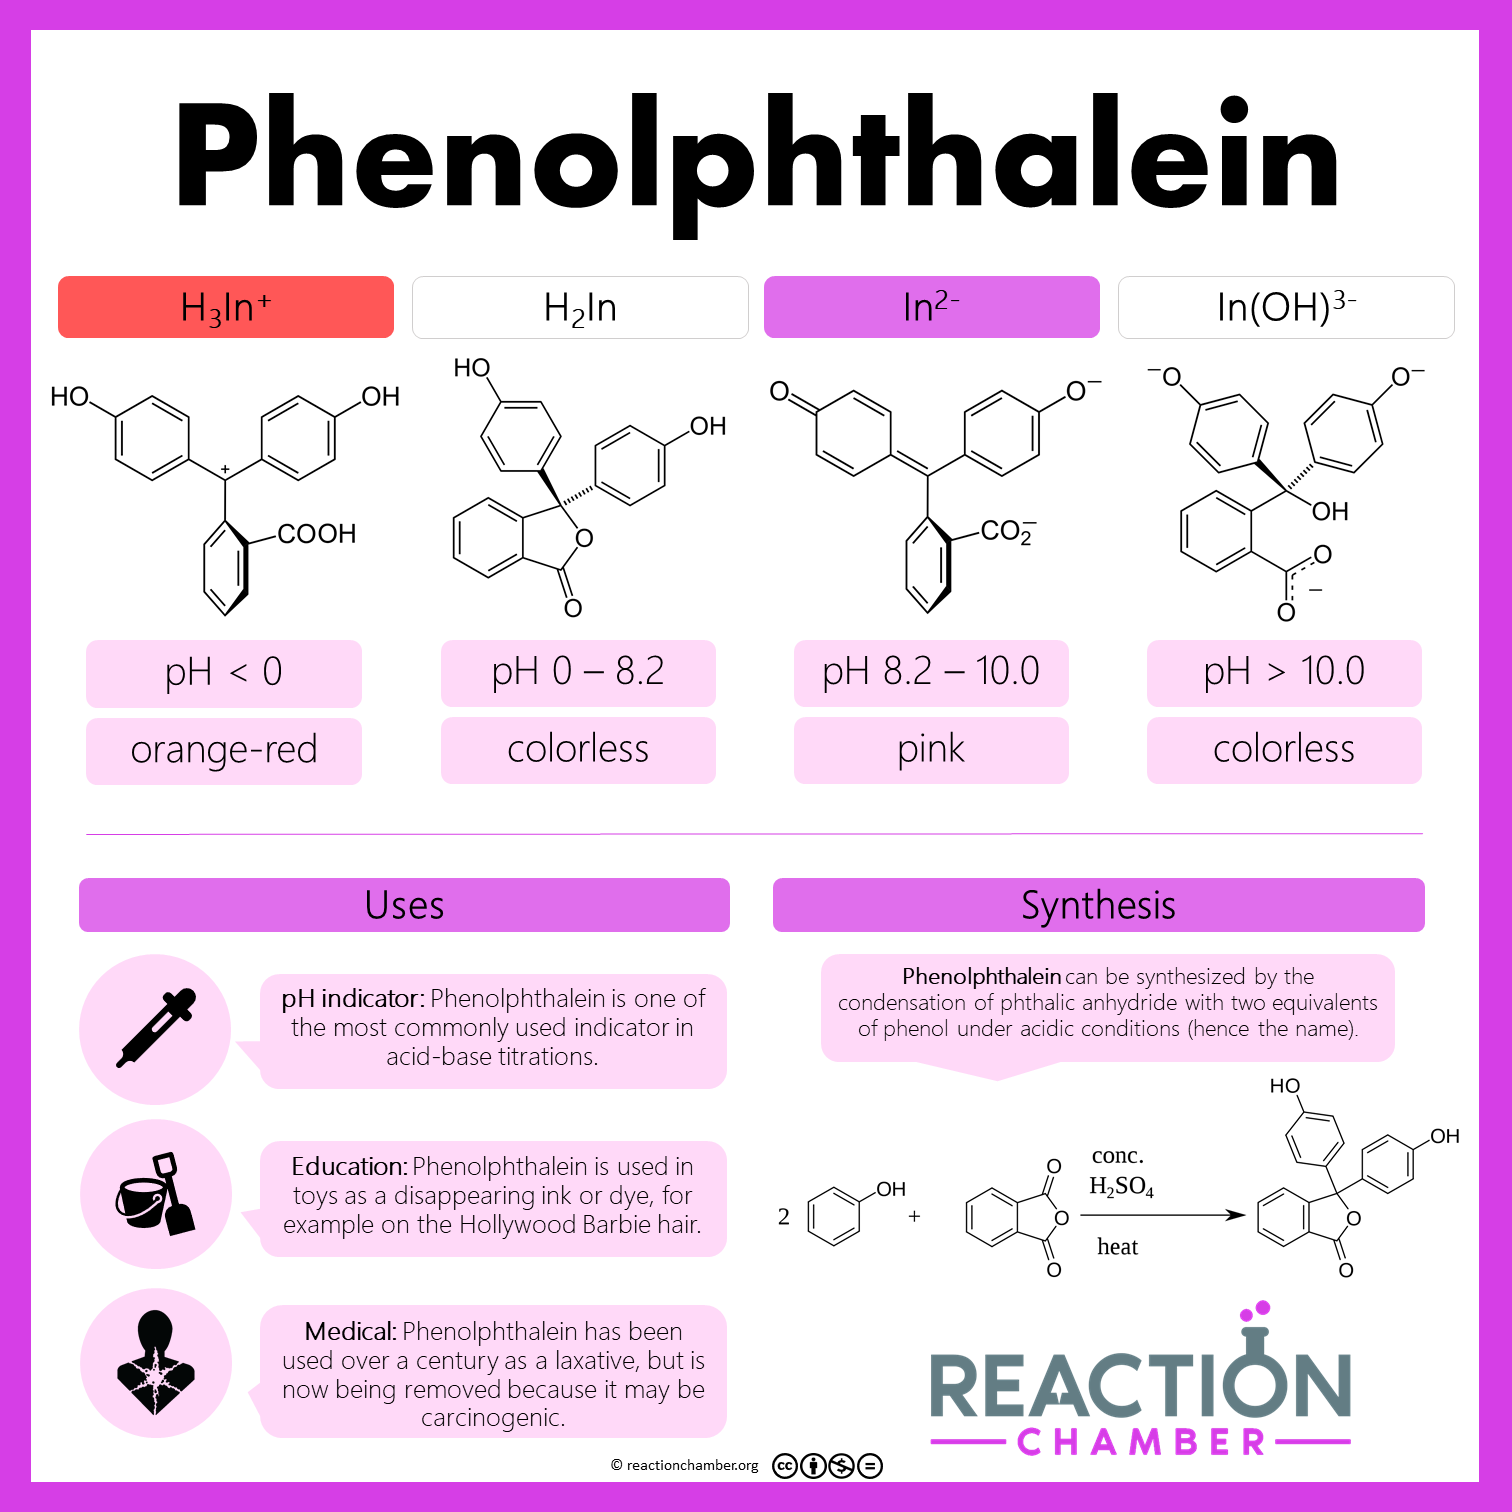 Phenolphthalein
H₃In⁺
H₂In
In²⁻
In(OH)³⁻
HO
OH
+
COOH
HO
OH
O
O
O
O⁻
CO₂⁻
⁻O
O⁻
OH
O
O
−
pH < 0
pH 0 – 8.2
pH 8.2 – 10.0
pH > 10.0
orange-red
colorless
pink
colorless
Uses
pH indicator: Phenolphthalein is one of
the most commonly used indicator in
acid-base titrations.
Education: Phenolphthalein is used in
toys as a disappearing ink or dye, for
example on the Hollywood Barbie hair.
Medical: Phenolphthalein has been
used over a century as a laxative, but is
now being removed because it may be
carcinogenic.
Synthesis
Phenolphthalein can be synthesized by the
condensation of phthalic anhydride with two equivalents
of phenol under acidic conditions (hence the name).
2
OH
+
O
O
O
conc.
H₂SO₄
heat
HO
OH
O
O
REACTION
CHAMBER
© reactionchamber.org
cc